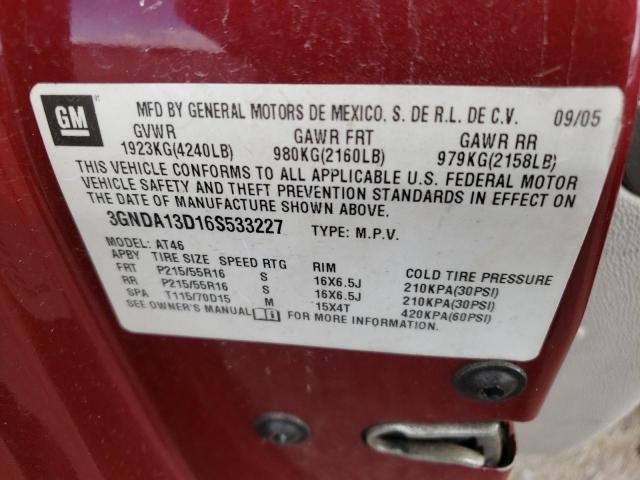 GM
MFD BY GENERAL MOTORS DE MEXICO, S. DE R.L. DE C.V. 09/05
GVWR GAWR FRT GAWR RR
1923KG(4240LB) 980KG(2160LB) 979KG(2158LB)
THIS VEHICLE CONFORMS TO ALL APPLICABLE U.S. FEDERAL MOTOR
VEHICLE SAFETY AND THEFT PREVENTION STANDARDS IN EFFECT ON
THE DATE OF MANUFACTURE SHOWN ABOVE.
3GNDA13D16S533227 TYPE: M.P.V.
MODEL: AT46
APBY TIRE SIZE SPEED RTG RIM COLD TIRE PRESSURE
FRT P215/55R16 S 16X6.5J 210KPA(30PSI)
RR P215/55R16 S 16X6.5J 210KPA(30PSI)
SPA T115/70D15 M 15X4T 420KPA(60PSI)
SEE OWNER'S MANUAL FOR MORE INFORMATION.